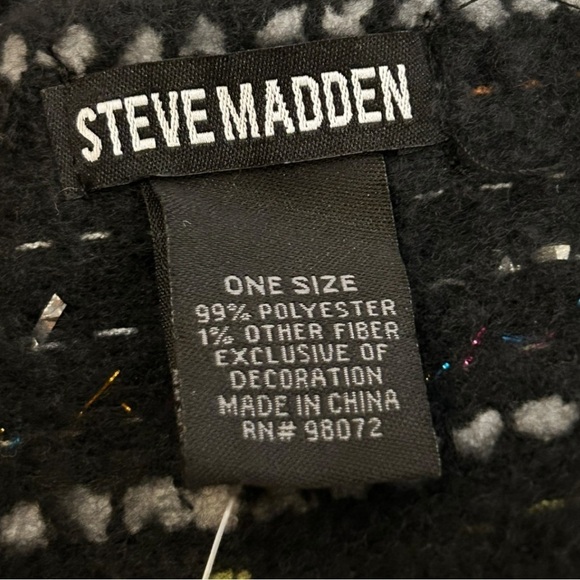 STEVE MADDEN
ONE SIZE
99% POLYESTER
1% OTHER FIBER
EXCLUSIVE OF
DECORATION
MADE IN CHINA
RN# 98072